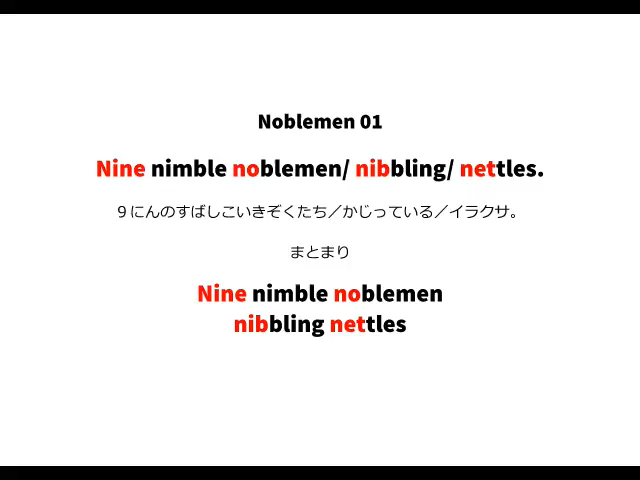 Noblemen 01
Nine nimble noblemen/ nibbling/ nettles.
９にんのすばしこいきぞくたち／かじっている／イラクサ。
まとまり
Nine nimble noblemen
nibbling nettles